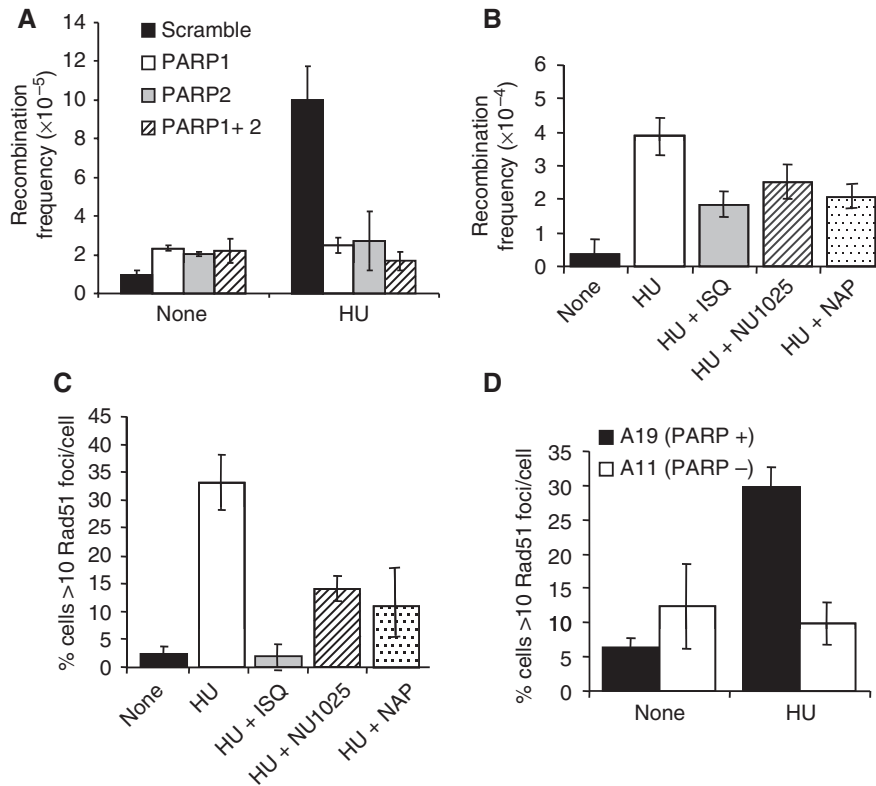 A
Recombination
frequency (×10⁻⁵)
14
12
10
8
6
4
2
0
Scramble
PARP1
PARP2
PARP1+ 2
None
HU
B
Recombination
frequency (×10⁻⁴)
6
5
4
3
2
1
0
None
HU
HU + ISQ
HU + NU1025
HU + NAP
C
% cells >10 Rad51 foci/cell
45
40
35
30
25
20
15
10
5
0
None
HU
HU + ISQ
HU + NU1025
HU + NAP
D
A19 (PARP +)
A11 (PARP –)
% cells >10 Rad51 foci/cell
35
30
25
20
15
10
5
0
None
HU